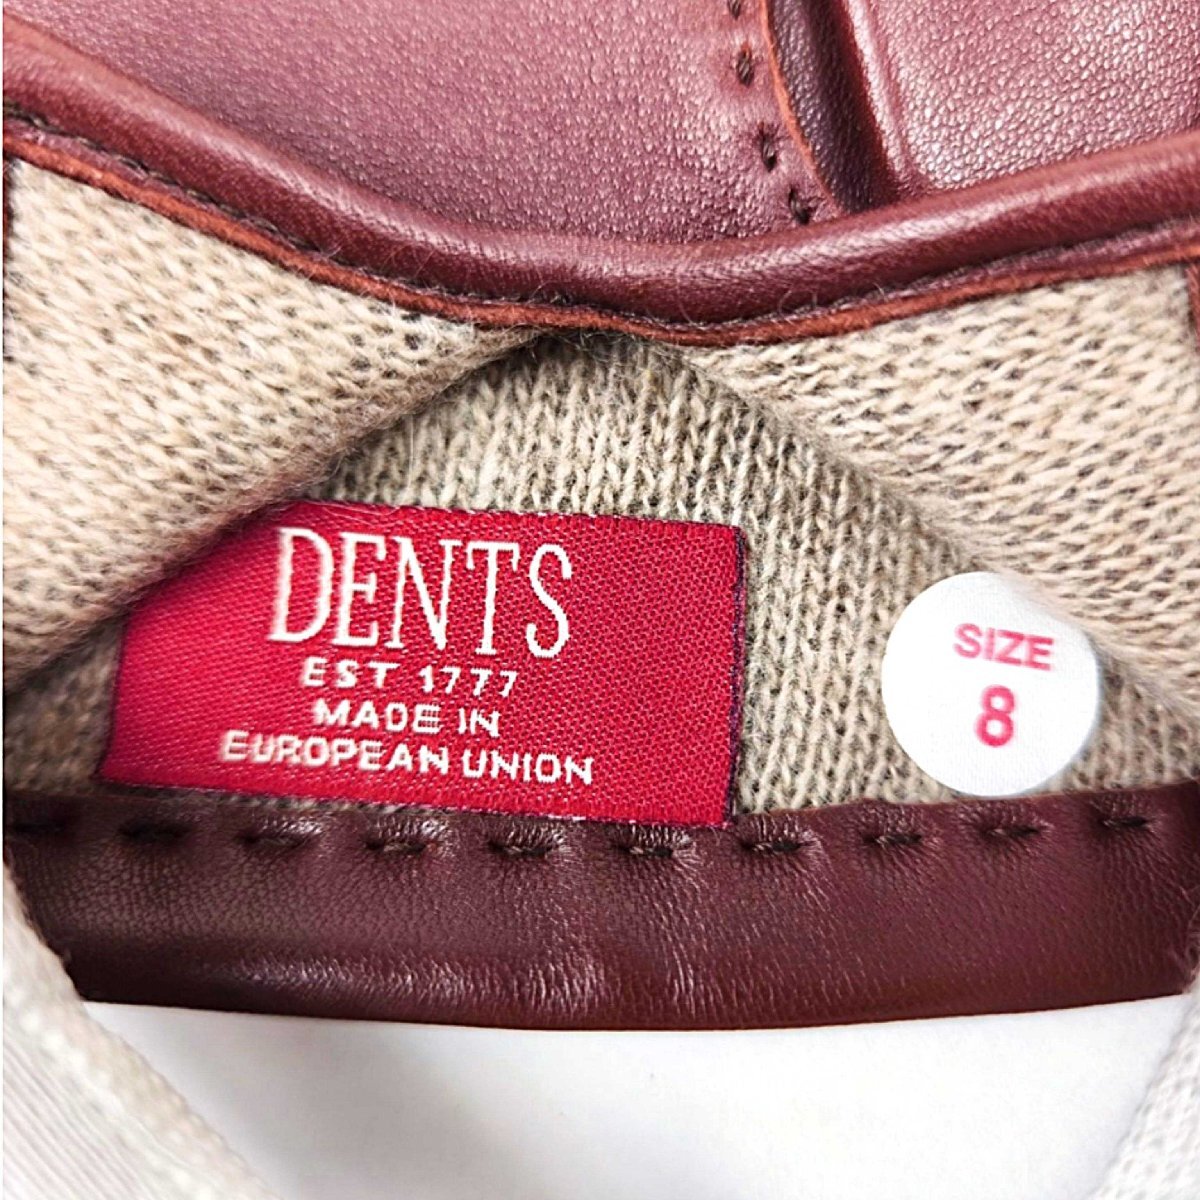 DENTS
EST 1777
MADE IN
EUROPEAN UNION
SIZE
8